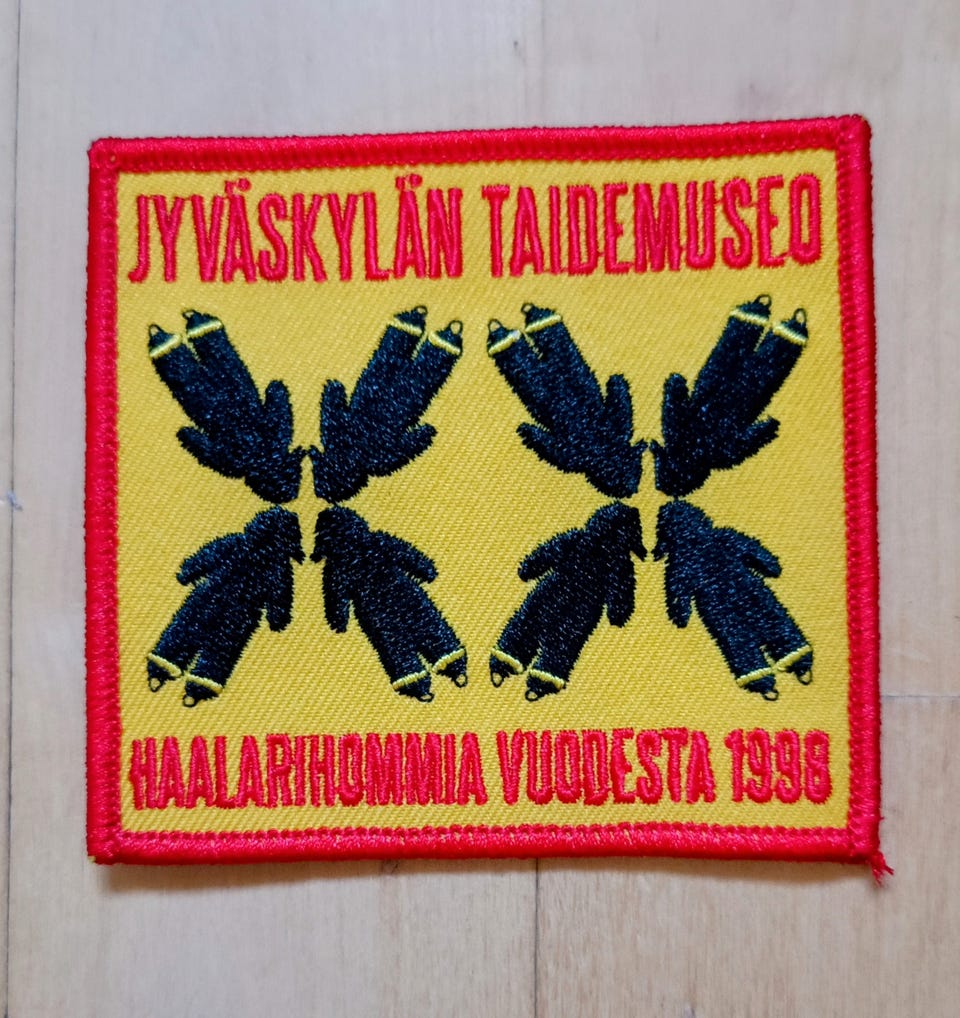 JYVÄSKYLÄN TAIDEMUSEO
HAALARIHOMMIA VUODESTA 1998